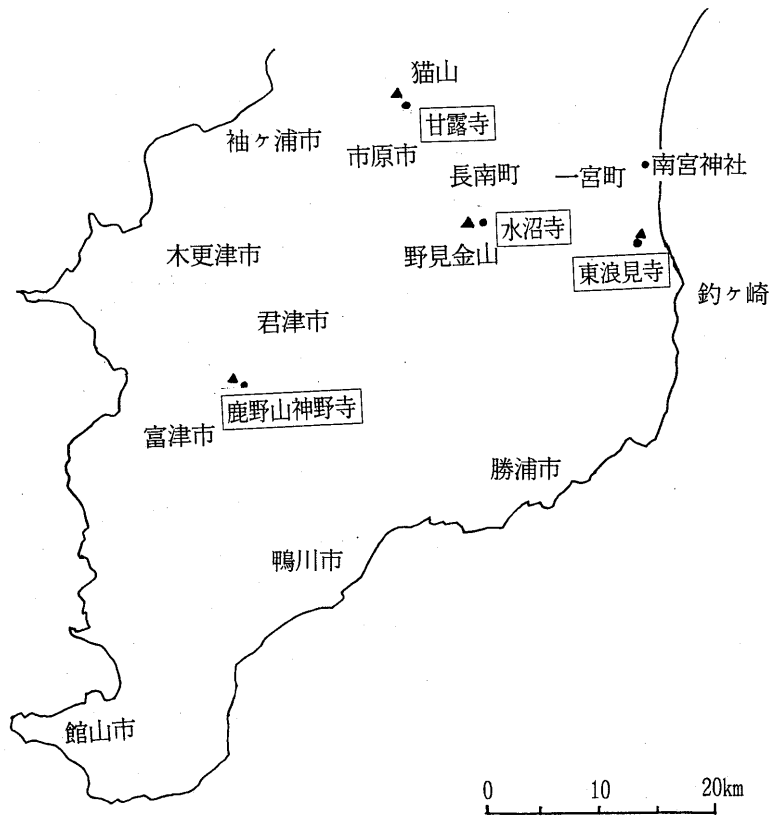 猫山
甘露寺
袖ヶ浦市
市原市
長南町
一宮町
南宮神社
水沼寺
木更津市
野見金山
東浪見寺
釣ヶ崎
君津市
鹿野山神野寺
富津市
勝浦市
鴨川市
館山市
0 10 20km